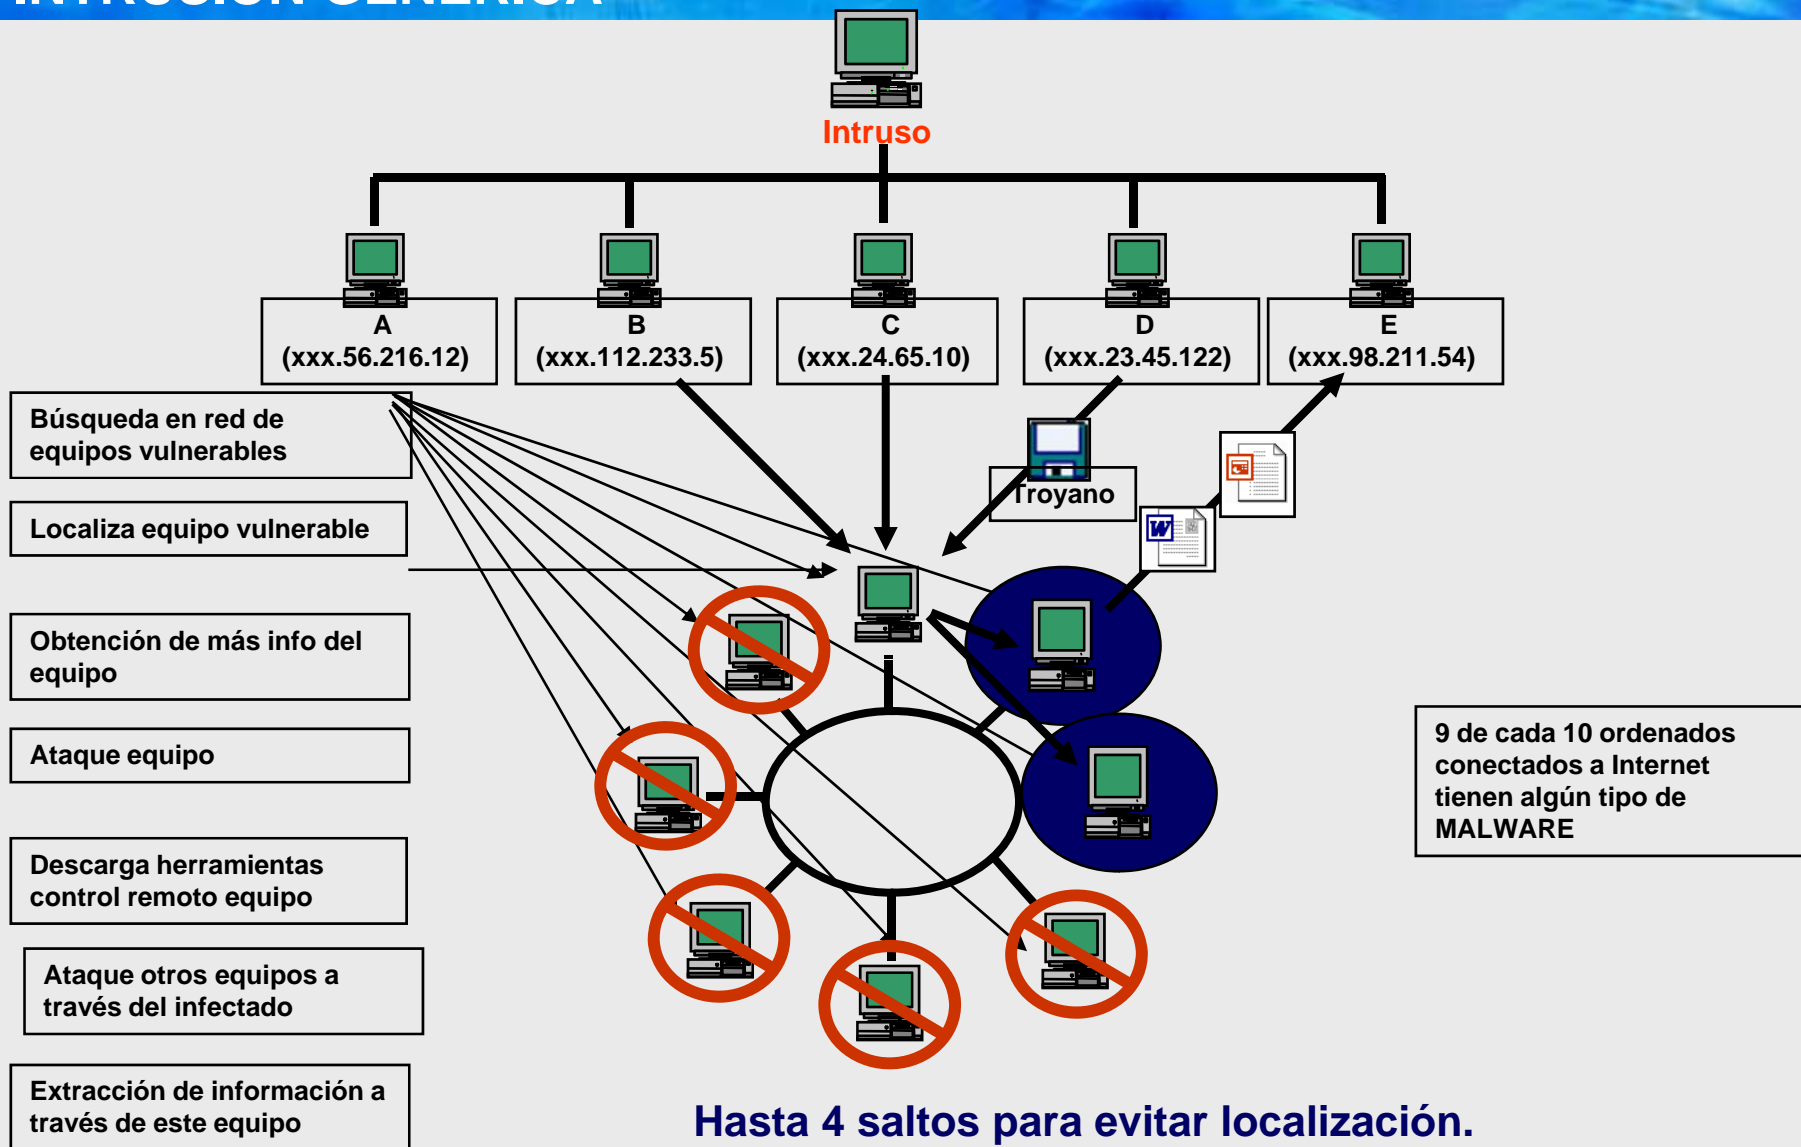 INTRUSIÓN GENÉRICA
Intruso
A
(xxx.56.216.12)
B
(xxx.112.233.5)
C
(xxx.24.65.10)
D
(xxx.23.45.122)
E
(xxx.98.211.54)
Búsqueda en red de
equipos vulnerables
Localiza equipo vulnerable
Obtención de más info del
equipo
Ataque equipo
Descarga herramientas
control remoto equipo
Ataque otros equipos a
través del infectado
Extracción de información a
través de este equipo
Troyano
W
9 de cada 10 ordenados
conectados a Internet
tienen algún tipo de
MALWARE
Hasta 4 saltos para evitar localización.